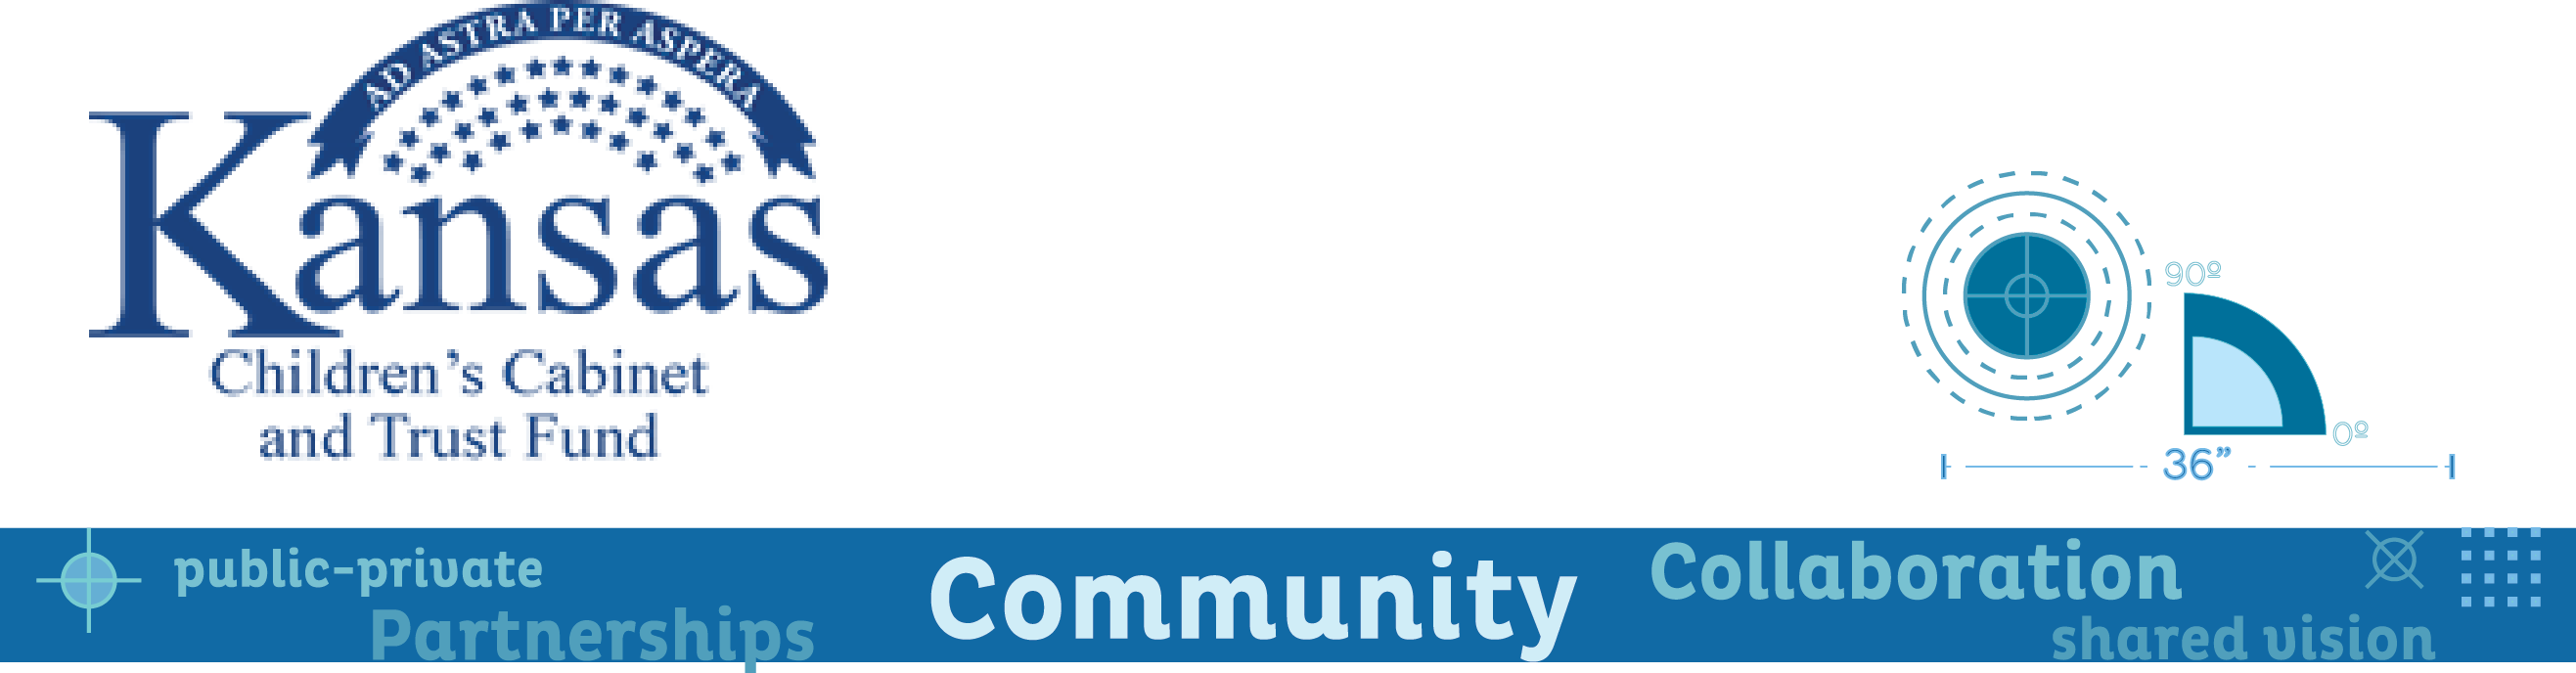 AD ASTRA PER ASPERA
Kansas
Children’s Cabinet
and Trust Fund
90º
0º
36”
public-private
Partnerships
Community
Collaboration
shared vision